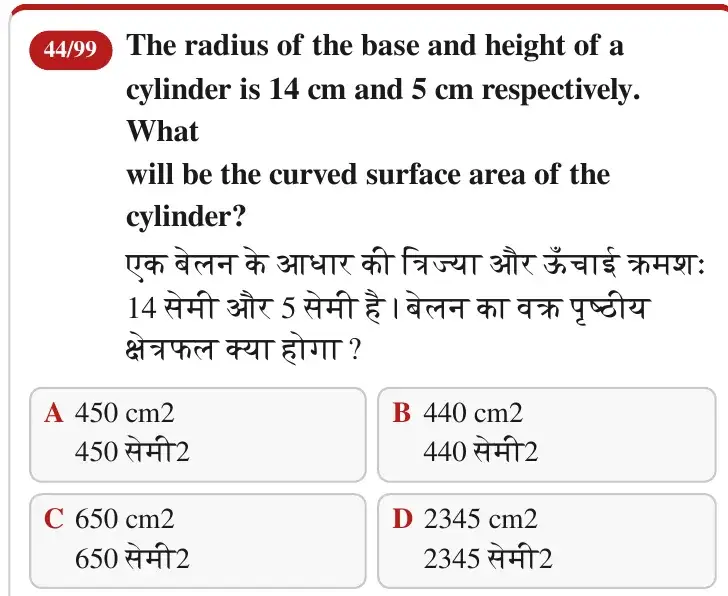 44/99 The radius of the base and height of a
cylinder is 14 cm and 5 cm respectively.
What
will be the curved surface area of the
cylinder?
एक बेलन के आधार की त्रिज्या और ऊँचाई क्रमशः
14 सेमी और 5 सेमी है। बेलन का वक्र पृष्ठीय
क्षेत्रफल क्या होगा ?
A 450 cm2
450 सेमी2
B 440 cm2
440 सेमी2
C 650 cm2
650 सेमी2
D 2345 cm2
2345 सेमी2